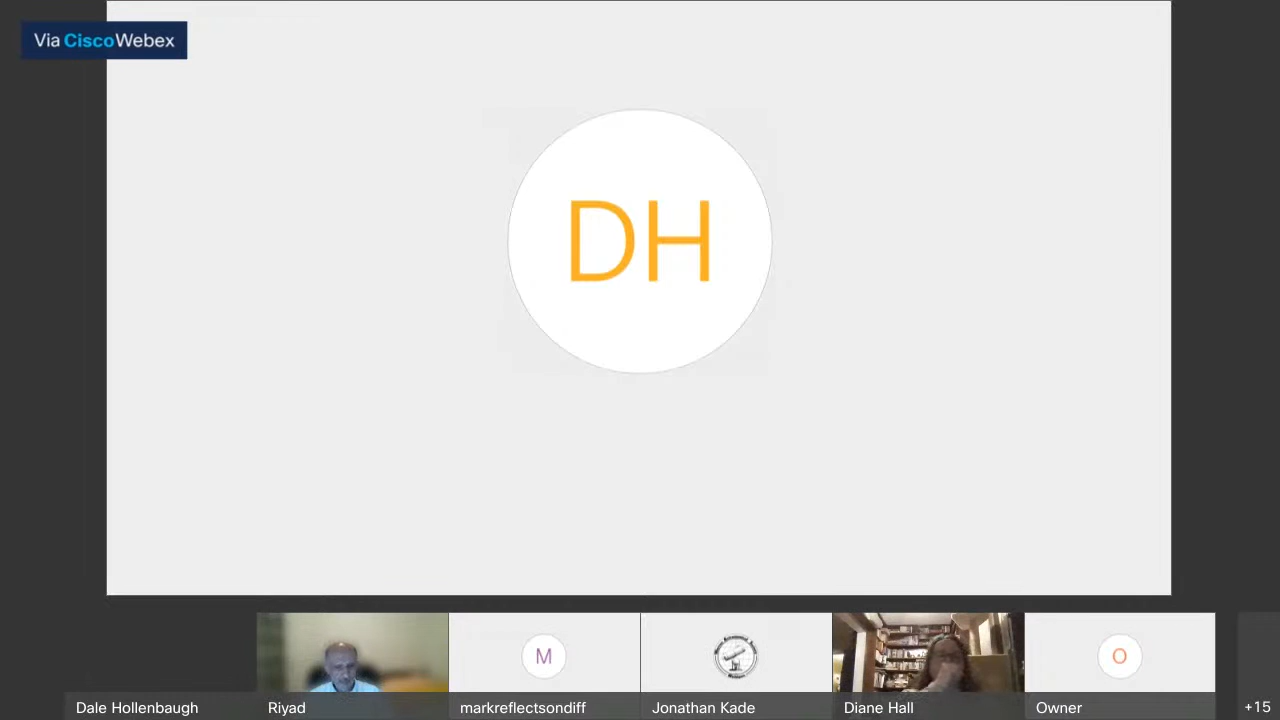 Via CiscoWebex
DH
M
O
Dale Hollenbaugh
Riyad
markreflectsondiff
Jonathan Kade
Diane Hall
Owner
+15